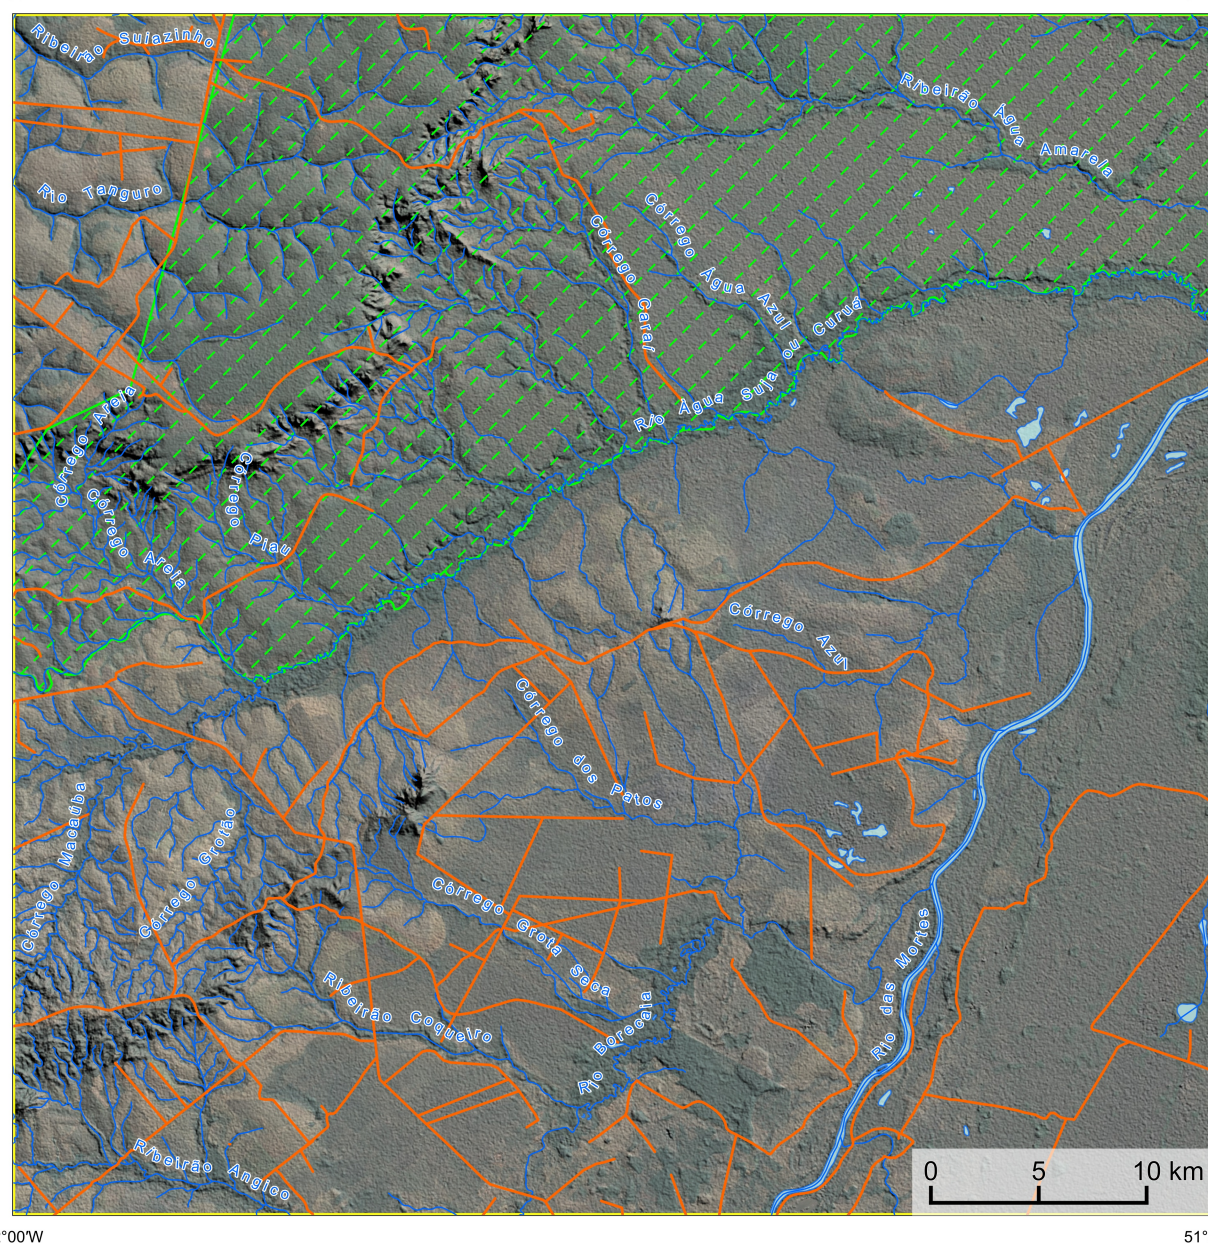 Ribeirão Suiazinho
Ribeirão Água Amarela
Rio Tanguro
Córrego Caraí
Córrego Água Azul
Rio Água Suja ou Curuá
Córrego Areia
Córrego Areia
Córrego Piau
Córrego Azul
Córrego dos Patos
Córrego Macaúba
Córrego Grotão
Córrego Grota Seca
Ribeirão Coqueiro
Rio Borecaia
Rio das Mortes
Ribeirão Angico
0 5 10 km
°00'W
51°